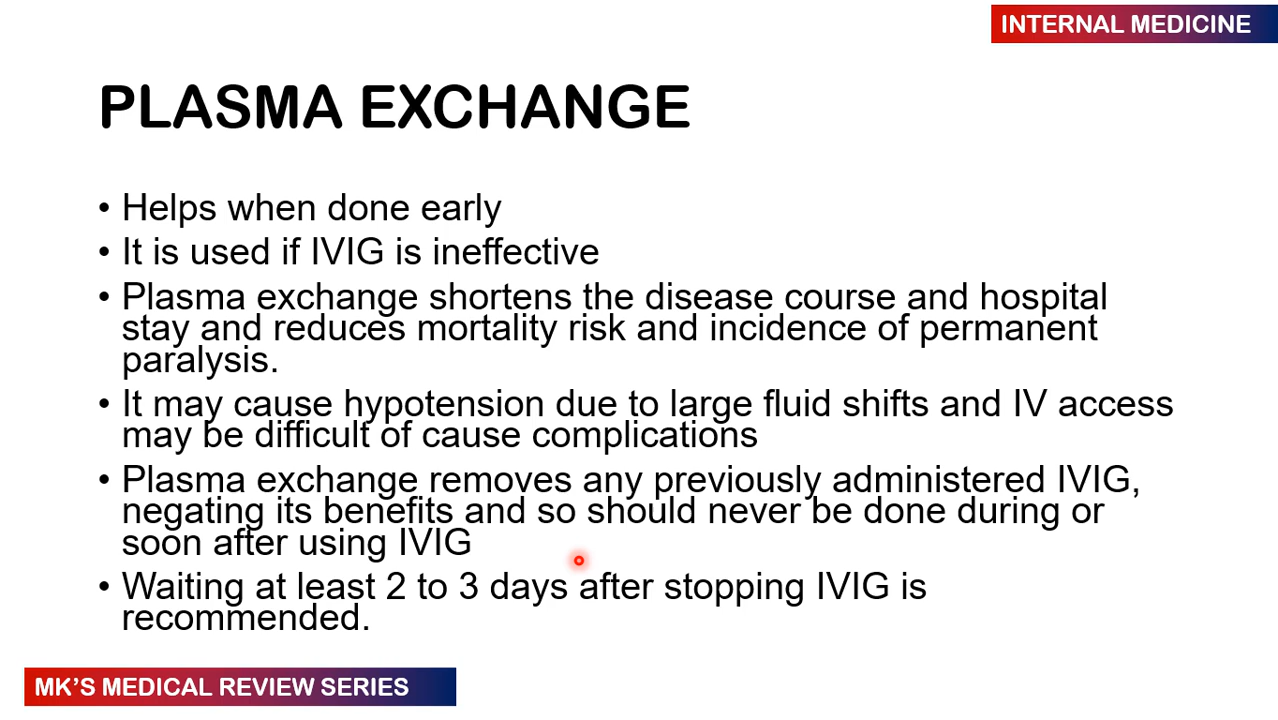 INTERNAL MEDICINE
PLASMA EXCHANGE
• Helps when done early
• It is used if IVIG is ineffective
• Plasma exchange shortens the disease course and hospital
stay and reduces mortality risk and incidence of permanent
paralysis.
• It may cause hypotension due to large fluid shifts and IV access
may be difficult of cause complications
• Plasma exchange removes any previously administered IVIG,
negating its benefits and so should never be done during or
soon after using IVIG
• Waiting at least 2 to 3 days after stopping IVIG is
recommended.
MK’S MEDICAL REVIEW SERIES